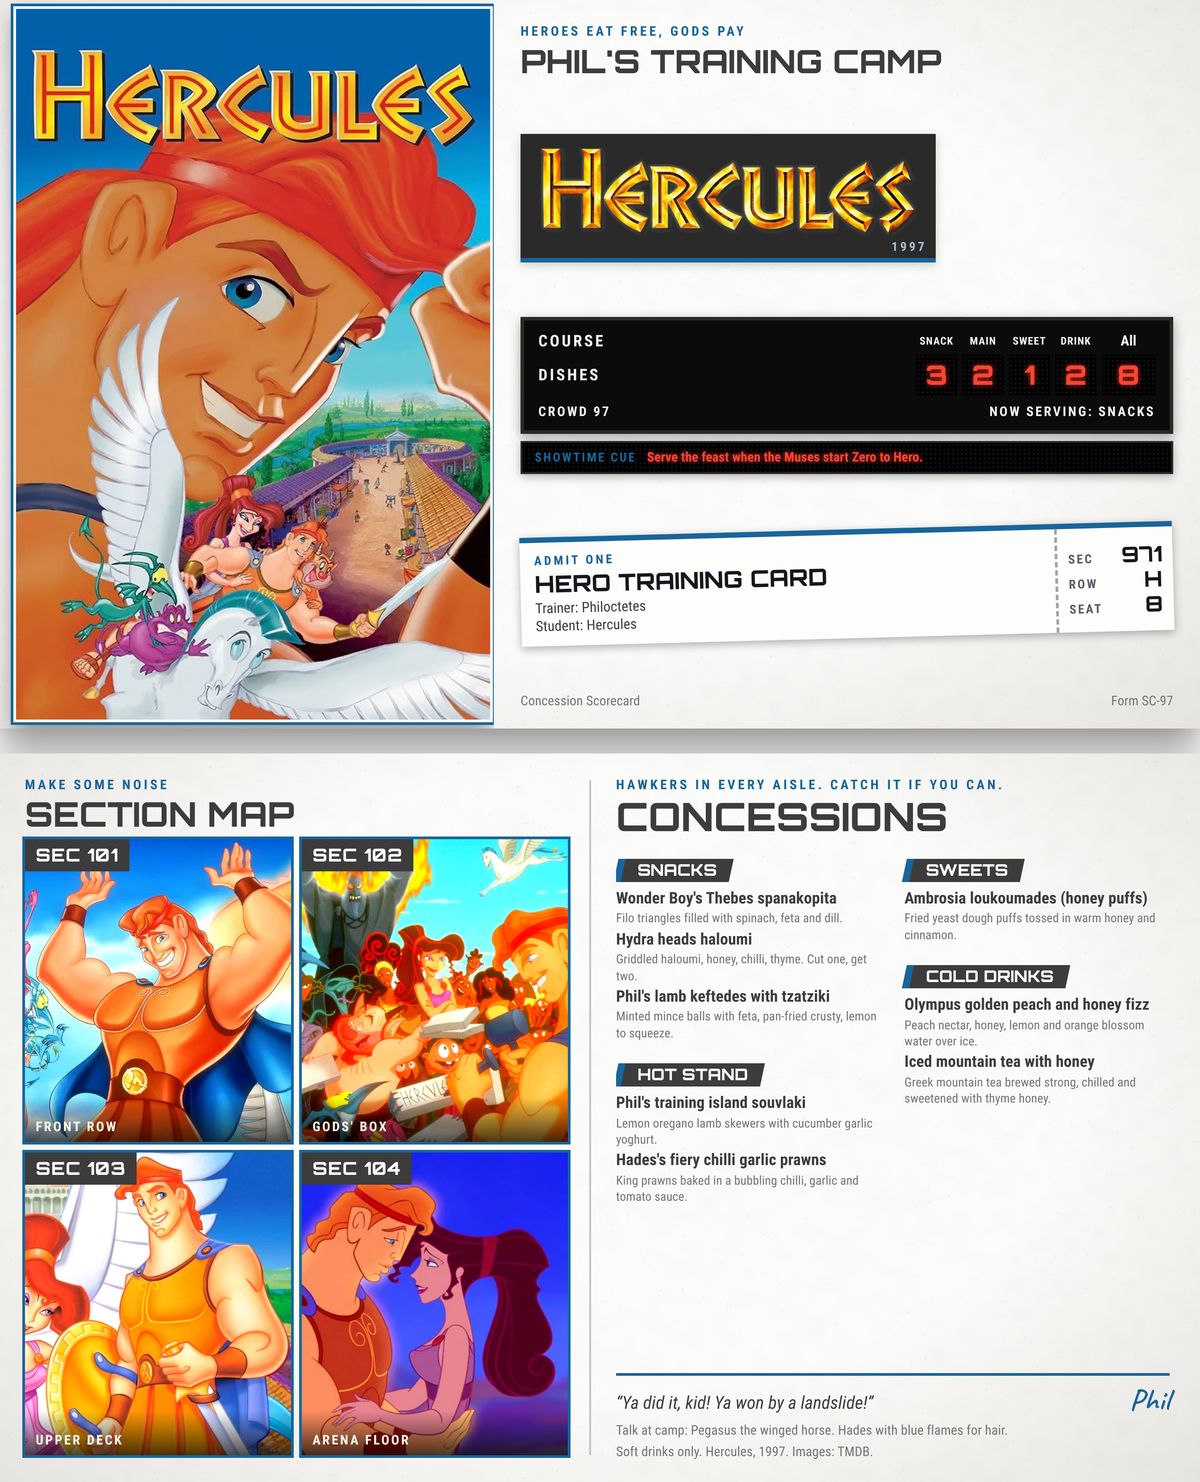 HERCULES
HEROES EAT FREE, GODS PAY
PHIL'S TRAINING CAMP
HERCULES
1997
COURSE
SNACK MAIN SWEET DRINK All
DISHES
3 2 1 2 8
CROWD 97
NOW SERVING: SNACKS
SHOWTIME CUE Serve the feast when the Muses start Zero to Hero.
ADMIT ONE
HERO TRAINING CARD
Trainer: Philoctetes
Student: Hercules
SEC 971
ROW H
SEAT 8
Concession Scorecard
Form SC-97
MAKE SOME NOISE
SECTION MAP
SEC 101
FRONT ROW
SEC 102
HERCULE
GODS' BOX
SEC 103
UPPER DECK
SEC 104
ARENA FLOOR
HAWKERS IN EVERY AISLE. CATCH IT IF YOU CAN.
CONCESSIONS
SNACKS
Wonder Boy's Thebes spanakopita
Filo triangles filled with spinach, feta and dill.
Hydra heads haloumi
Griddled haloumi, honey, chilli, thyme. Cut one, get
two.
Phil's lamb keftedes with tzatziki
Minted mince balls with feta, pan-fried crusty, lemon
to squeeze.
HOT STAND
Phil's training island souvlaki
Lemon oregano lamb skewers with cucumber garlic
yoghurt.
Hades's fiery chilli garlic prawns
King prawns baked in a bubbling chilli, garlic and
tomato sauce.
SWEETS
Ambrosia loukoumades (honey puffs)
Fried yeast dough puffs tossed in warm honey and
cinnamon.
COLD DRINKS
Olympus golden peach and honey fizz
Peach nectar, honey, lemon and orange blossom
water over ice.
Iced mountain tea with honey
Greek mountain tea brewed strong, chilled and
sweetened with thyme honey.
“Ya did it, kid! Ya won by a landslide!”
Phil
Talk at camp: Pegasus the winged horse. Hades with blue flames for hair.
Soft drinks only. Hercules, 1997. Images: TMDB.